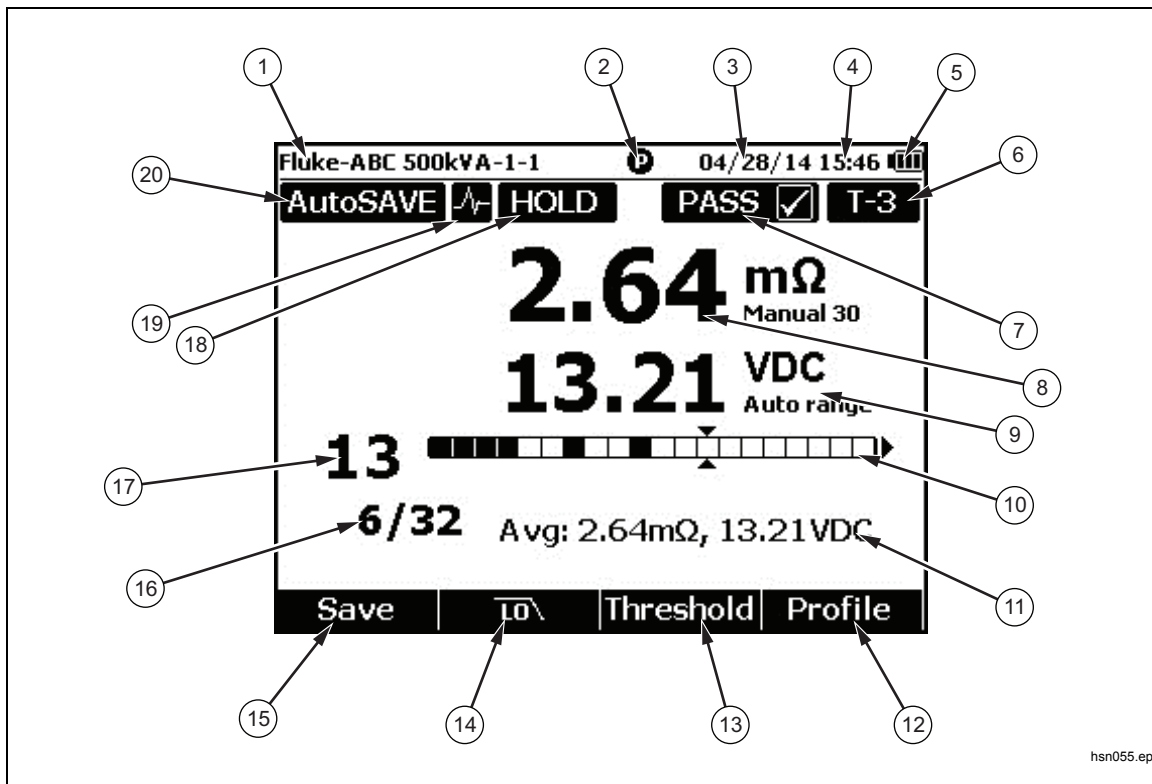 1 2 3 4 5
Fluke-ABC 500kVA-1-1 P 04/28/14 15:46
20 AutoSAVE HOLD PASS T-3 6
2.64 mΩ
Manual 30
19 18 7
13.21 VDC
Auto range
8
9
17 13
10
16 6/32 Avg: 2.64mΩ, 13.21VDC
11
Save LO Threshold Profile
15 14 13 12
hsn055.ep